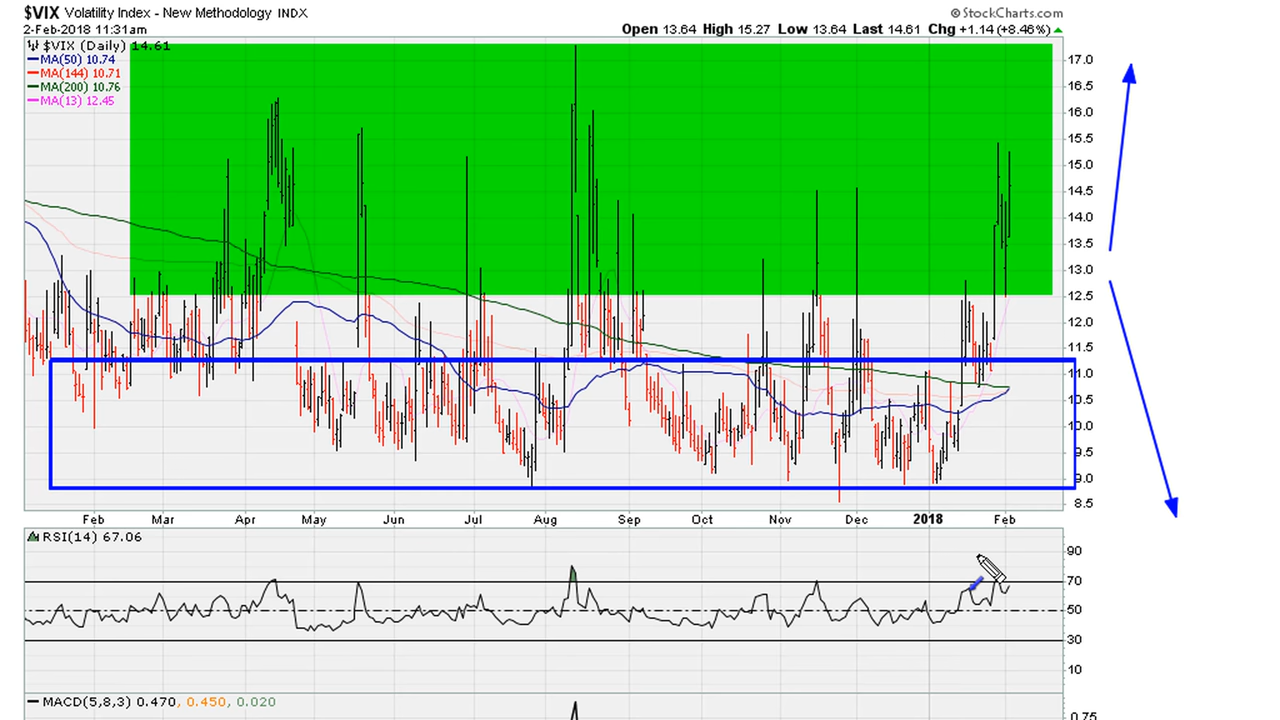 $VIX Volatility Index - New Methodology INDX
© StockCharts.com
2-Feb-2018 11:31am
Open 13.64 High 15.27 Low 13.64 Last 14.61 Chg +1.14 (+8.46%)
$VIX (Daily) 14.61
MA(50) 10.74
MA(144) 10.71
MA(200) 10.76
MA(13) 12.45
17.0
16.5
16.0
15.5
15.0
14.5
14.0
13.5
13.0
12.5
12.0
11.5
11.0
10.5
10.0
9.5
9.0
8.5
Feb Mar Apr May Jun Jul Aug Sep Oct Nov Dec 2018 Feb
RSI(14) 67.06
90
70
50
30
10
MACD(5,8,3) 0.470, 0.450, 0.020
0.75